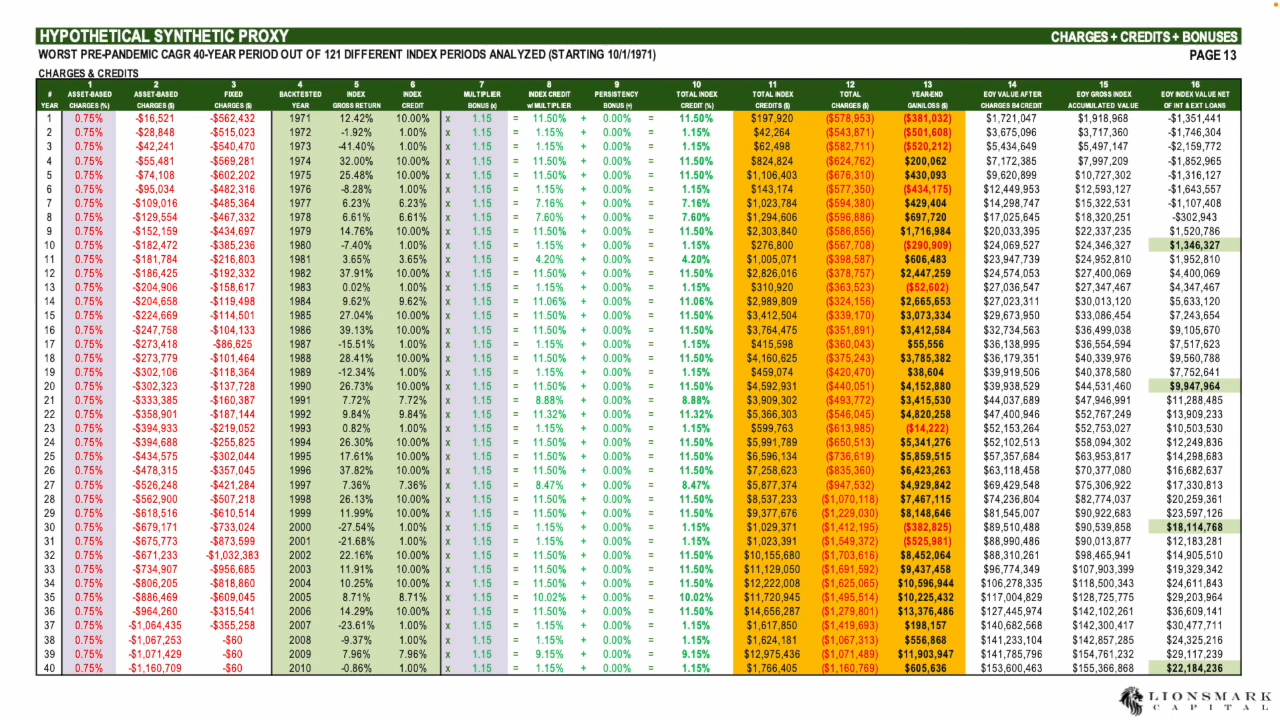 HYPOTHETICAL SYNTHETIC PROXY CHARGES + CREDITS + BONUSES
WORST PRE-PANDEMIC CAGR 40-YEAR PERIOD OUT OF 121 DIFFERENT INDEX PERIODS ANALYZED (STARTING 10/1/1971) PAGE 13
CHARGES & CREDITS
1 2 3 4 5 6 7 8 9 10 11 12 13 14 15 16
# ASSET-BASED ASSET-BASED FIXED BACKTESTED INDEX INDEX MULTIPLIER INDEX CREDIT PERSISTENCY TOTAL INDEX TOTAL INDEX TOTAL YEAR-END EOY VALUE AFTER EOY GROSS INDEX EOY INDEX VALUE NET
YEAR CHARGES (%) CHARGES ($) CHARGES ($) YEAR GROSS RETURN CREDIT BONUS (x) w/ MULTIPLIER BONUS (+) CREDIT (%) CREDITS ($) CHARGES ($) GAIN/LOSS ($) CHARGES B4 CREDIT ACCUMULATED VALUE OF INT & EXT LOANS
1 0.75% -$16,521 -$562,432 1971 12.42% 10.00% x 1.15 = 11.50% + 0.00% = 11.50% $197,920 ($578,953) ($381,032) $1,721,047 $1,918,968 -$1,351,441
2 0.75% -$28,848 -$515,023 1972 -1.92% 1.00% x 1.15 = 1.15% + 0.00% = 1.15% $42,264 ($543,871) ($501,608) $3,675,096 $3,717,360 -$1,746,304
3 0.75% -$42,241 -$540,470 1973 -41.40% 1.00% x 1.15 = 1.15% + 0.00% = 1.15% $62,498 ($582,711) ($520,212) $5,434,649 $5,497,147 -$2,159,772
4 0.75% -$55,481 -$569,281 1974 32.00% 10.00% x 1.15 = 11.50% + 0.00% = 11.50% $824,824 ($624,762) $200,062 $7,172,385 $7,997,209 -$1,852,965
5 0.75% -$74,108 -$602,202 1975 25.48% 10.00% x 1.15 = 11.50% + 0.00% = 11.50% $1,106,403 ($676,310) $430,093 $9,620,899 $10,727,302 -$1,316,127
6 0.75% -$95,034 -$482,316 1976 -8.28% 1.00% x 1.15 = 1.15% + 0.00% = 1.15% $143,174 ($577,350) ($434,175) $12,449,953 $12,593,127 -$1,643,557
7 0.75% -$109,016 -$485,364 1977 6.23% 6.23% x 1.15 = 7.16% + 0.00% = 7.16% $1,023,784 ($594,380) $429,404 $14,298,747 $15,322,531 -$1,107,408
8 0.75% -$129,554 -$467,332 1978 6.61% 6.61% x 1.15 = 7.60% + 0.00% = 7.60% $1,294,606 ($596,886) $697,720 $17,025,645 $18,320,251 -$302,943
9 0.75% -$152,159 -$434,697 1979 14.76% 10.00% x 1.15 = 11.50% + 0.00% = 11.50% $2,303,840 ($586,856) $1,716,984 $20,033,395 $22,337,235 $1,520,786
10 0.75% -$182,472 -$385,236 1980 -7.40% 1.00% x 1.15 = 1.15% + 0.00% = 1.15% $276,800 ($567,708) ($290,909) $24,069,527 $24,346,327 $1,346,327
11 0.75% -$181,784 -$216,803 1981 3.65% 3.65% x 1.15 = 4.20% + 0.00% = 4.20% $1,005,071 ($398,587) $606,483 $23,947,739 $24,952,810 $1,952,810
12 0.75% -$186,425 -$192,332 1982 37.91% 10.00% x 1.15 = 11.50% + 0.00% = 11.50% $2,826,016 ($378,757) $2,447,259 $24,574,053 $27,400,069 $4,400,069
13 0.75% -$204,906 -$158,617 1983 0.02% 1.00% x 1.15 = 1.15% + 0.00% = 1.15% $310,920 ($363,523) ($52,602) $27,036,547 $27,347,467 $4,347,467
14 0.75% -$204,658 -$119,498 1984 9.62% 9.62% x 1.15 = 11.06% + 0.00% = 11.06% $2,989,809 ($324,156) $2,665,653 $27,023,311 $30,013,120 $5,633,120
15 0.75% -$224,669 -$114,501 1985 27.04% 10.00% x 1.15 = 11.50% + 0.00% = 11.50% $3,412,504 ($339,170) $3,073,334 $29,673,950 $33,086,454 $7,243,654
16 0.75% -$247,758 -$104,133 1986 39.13% 10.00% x 1.15 = 11.50% + 0.00% = 11.50% $3,764,475 ($351,891) $3,412,584 $32,734,563 $36,499,038 $9,105,670
17 0.75% -$273,418 -$86,625 1987 -15.51% 1.00% x 1.15 = 1.15% + 0.00% = 1.15% $415,598 ($360,043) $55,556 $36,138,995 $36,554,594 $7,517,623
18 0.75% -$273,779 -$101,464 1988 28.41% 10.00% x 1.15 = 11.50% + 0.00% = 11.50% $4,160,625 ($375,243) $3,785,382 $36,179,351 $40,339,976 $9,560,788
19 0.75% -$302,106 -$118,364 1989 -12.34% 1.00% x 1.15 = 1.15% + 0.00% = 1.15% $459,074 ($420,470) $38,604 $39,919,506 $40,378,580 $7,752,641
20 0.75% -$302,323 -$137,728 1990 26.73% 10.00% x 1.15 = 11.50% + 0.00% = 11.50% $4,592,931 ($440,051) $4,152,880 $39,938,529 $44,531,460 $9,947,964
21 0.75% -$333,385 -$160,387 1991 7.72% 7.72% x 1.15 = 8.88% + 0.00% = 8.88% $3,909,302 ($493,772) $3,415,530 $44,037,689 $47,946,991 $11,288,485
22 0.75% -$358,901 -$187,144 1992 9.84% 9.84% x 1.15 = 11.32% + 0.00% = 11.32% $5,366,303 ($546,045) $4,820,258 $47,400,946 $52,767,249 $13,909,233
23 0.75% -$394,933 -$219,052 1993 0.82% 1.00% x 1.15 = 1.15% + 0.00% = 1.15% $599,763 ($613,985) ($14,222) $52,153,264 $52,753,027 $10,503,530
24 0.75% -$394,688 -$255,825 1994 26.30% 10.00% x 1.15 = 11.50% + 0.00% = 11.50% $5,991,789 ($650,513) $5,341,276 $52,102,513 $58,094,302 $12,249,836
25 0.75% -$434,575 -$302,044 1995 17.61% 10.00% x 1.15 = 11.50% + 0.00% = 11.50% $6,596,134 ($736,619) $5,859,515 $57,357,684 $63,953,817 $14,298,683
26 0.75% -$478,315 -$357,045 1996 37.82% 10.00% x 1.15 = 11.50% + 0.00% = 11.50% $7,258,623 ($835,360) $6,423,263 $63,118,458 $70,377,080 $16,682,637
27 0.75% -$526,248 -$421,284 1997 7.36% 7.36% x 1.15 = 8.47% + 0.00% = 8.47% $5,877,374 ($947,532) $4,929,842 $69,429,548 $75,306,922 $17,330,813
28 0.75% -$562,900 -$507,218 1998 26.13% 10.00% x 1.15 = 11.50% + 0.00% = 11.50% $8,537,233 ($1,070,118) $7,467,115 $74,236,804 $82,774,037 $20,259,361
29 0.75% -$618,516 -$610,514 1999 11.99% 10.00% x 1.15 = 11.50% + 0.00% = 11.50% $9,377,676 ($1,229,030) $8,148,646 $81,545,007 $90,922,683 $23,597,126
30 0.75% -$679,171 -$733,024 2000 -27.54% 1.00% x 1.15 = 1.15% + 0.00% = 1.15% $1,029,371 ($1,412,195) ($382,825) $89,510,488 $90,539,858 $18,114,768
31 0.75% -$675,773 -$873,599 2001 -21.68% 1.00% x 1.15 = 1.15% + 0.00% = 1.15% $1,023,391 ($1,549,372) ($525,981) $88,990,486 $90,013,877 $12,183,281
32 0.75% -$671,233 -$1,032,383 2002 22.16% 10.00% x 1.15 = 11.50% + 0.00% = 11.50% $10,155,680 ($1,703,616) $8,452,064 $88,310,261 $98,465,941 $14,905,510
33 0.75% -$734,907 -$956,685 2003 11.91% 10.00% x 1.15 = 11.50% + 0.00% = 11.50% $11,129,050 ($1,691,592) $9,437,458 $96,774,349 $107,903,399 $19,329,342
34 0.75% -$806,205 -$818,860 2004 10.25% 10.00% x 1.15 = 11.50% + 0.00% = 11.50% $12,222,008 ($1,625,065) $10,596,944 $106,278,335 $118,500,343 $24,611,843
35 0.75% -$886,469 -$609,045 2005 8.71% 8.71% x 1.15 = 10.02% + 0.00% = 10.02% $11,720,945 ($1,495,514) $10,225,432 $117,004,829 $128,725,775 $29,203,964
36 0.75% -$964,260 -$315,541 2006 14.29% 10.00% x 1.15 = 11.50% + 0.00% = 11.50% $14,656,287 ($1,279,801) $13,376,486 $127,445,974 $142,102,261 $36,609,141
37 0.75% -$1,064,435 -$355,258 2007 -23.61% 1.00% x 1.15 = 1.15% + 0.00% = 1.15% $1,617,850 ($1,419,693) $198,157 $140,682,568 $142,300,417 $30,477,711
38 0.75% -$1,067,253 -$60 2008 -9.37% 1.00% x 1.15 = 1.15% + 0.00% = 1.15% $1,624,181 ($1,067,313) $556,868 $141,233,104 $142,857,285 $24,325,216
39 0.75% -$1,071,429 -$60 2009 7.96% 7.96% x 1.15 = 9.15% + 0.00% = 9.15% $12,975,436 ($1,071,489) $11,903,947 $141,785,796 $154,761,232 $29,117,239
40 0.75% -$1,160,709 -$60 2010 -0.86% 1.00% x 1.15 = 1.15% + 0.00% = 1.15% $1,766,405 ($1,160,769) $605,636 $153,600,463 $155,366,868 $22,184,236
LIONSMARK
CAPITAL